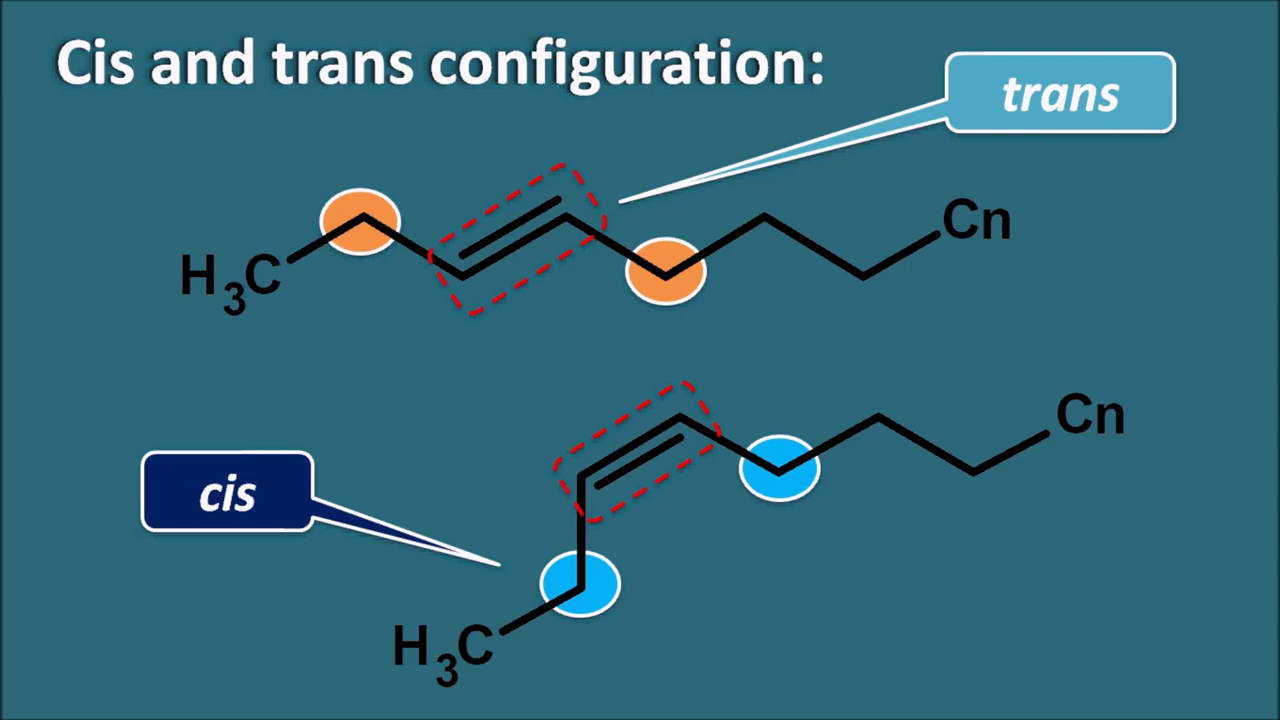 Cis and trans configuration:
trans
H3C
Cn
Cn
cis
H3C